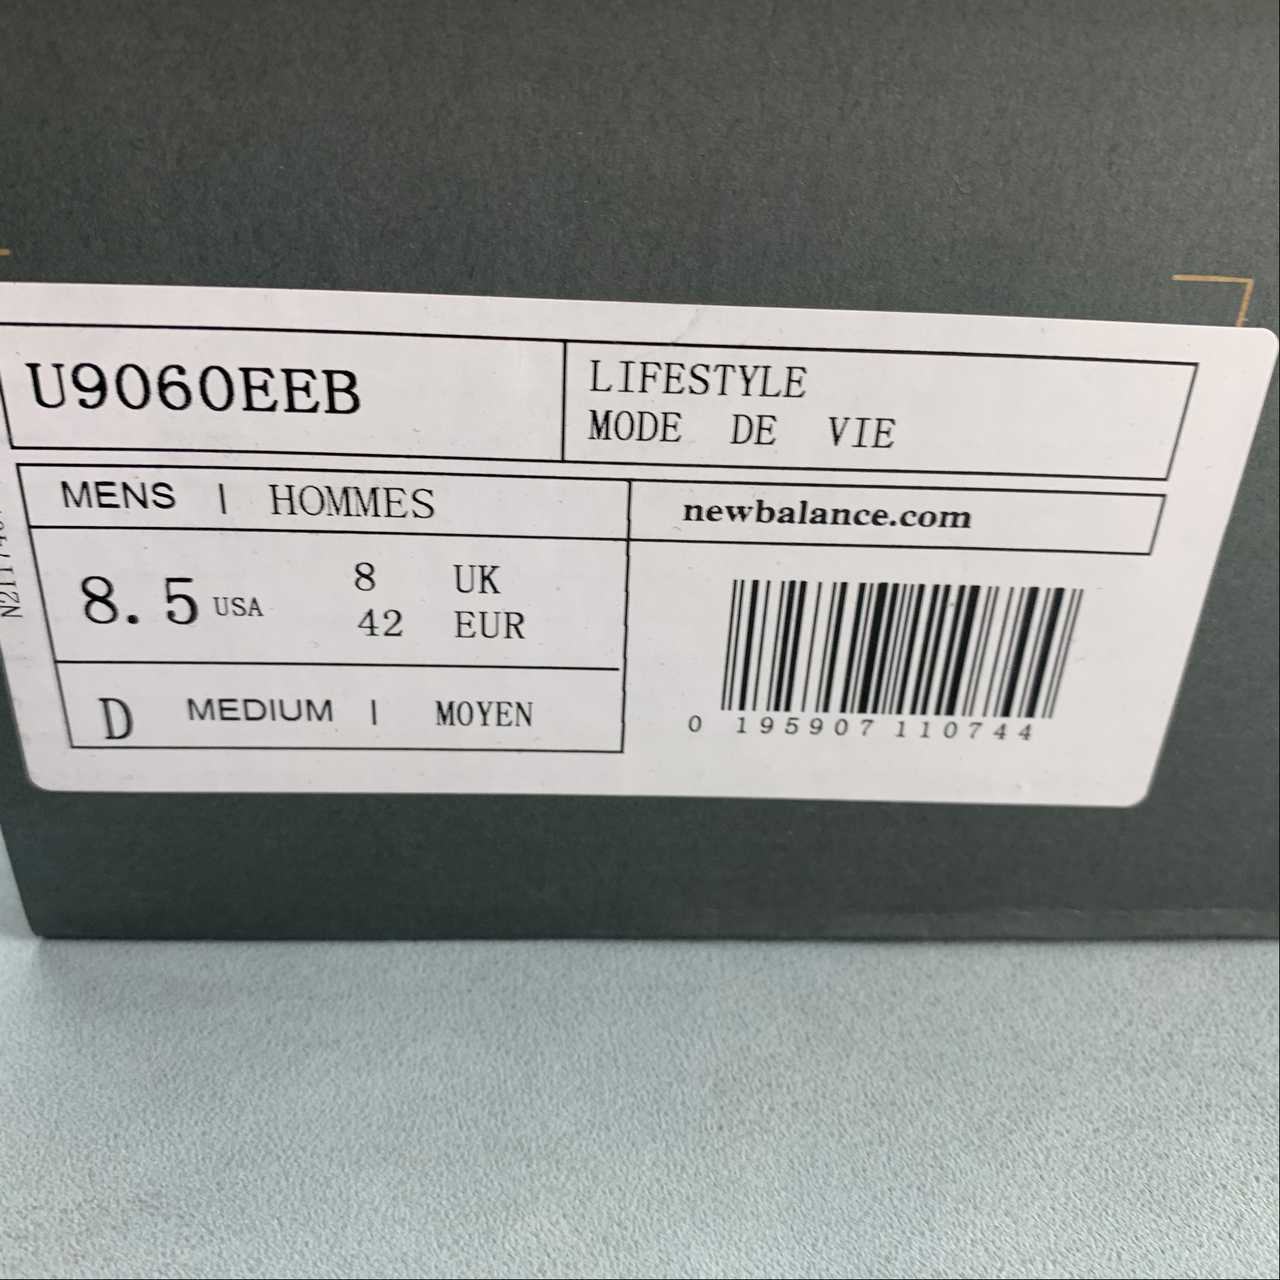 U9060EEB
LIFESTYLE
MODE DE VIE
MENS | HOMMES
newbalance.com
8.5 USA
8 UK
42 EUR
D MEDIUM | MOYEN
0 195907 110744